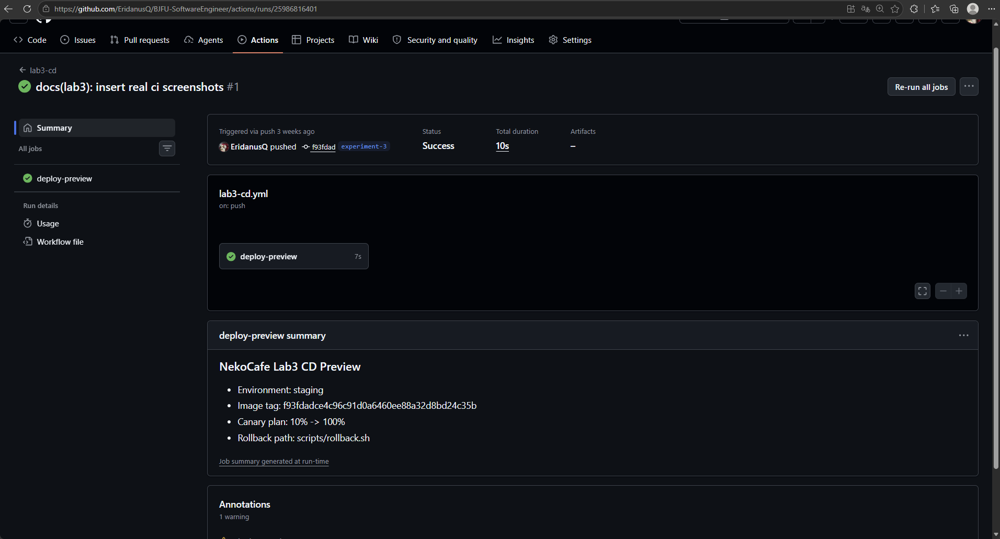 https://github.com/EridanusQ/BJFU-SoftwareEngineer/actions/runs/25986816401
Code Issues Pull requests Agents Actions Projects Wiki Security and quality Insights Settings
lab3-cd
docs(lab3): insert real ci screenshots #1
Re-run all jobs
Summary
All jobs
deploy-preview
Run details
Usage
Workflow file
Triggered via push 3 weeks ago
EridanusQ pushed f93fdad experiment-3
Status
Success
Total duration
10s
Artifacts
–
lab3-cd.yml
on: push
deploy-preview 7s
deploy-preview summary
NekoCafe Lab3 CD Preview
• Environment: staging
• Image tag: f93fdadce4c96c91d0a6460ee88a32d8bd24c35b
• Canary plan: 10% -> 100%
• Rollback path: scripts/rollback.sh
Job summary generated at run-time
Annotations
1 warning